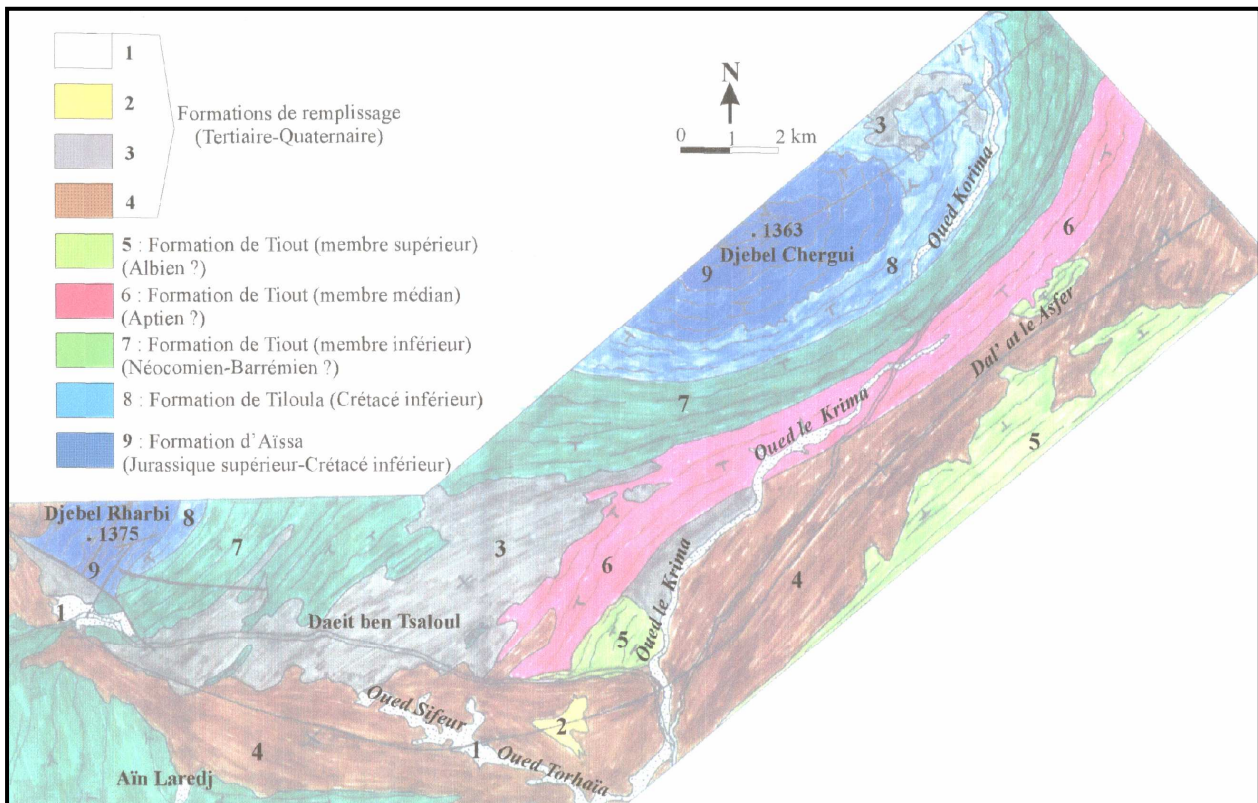 1
2
3
4
Formations de remplissage
(Tertiaire-Quaternaire)
5 : Formation de Tiout (membre supérieur)
(Albien ?)
6 : Formation de Tiout (membre médian)
(Aptien ?)
7 : Formation de Tiout (membre inférieur)
(Néocomien-Barrémien ?)
8 : Formation de Tiloula (Crétacé inférieur)
9 : Formation d'Aïssa
(Jurassique supérieur-Crétacé inférieur)
N
0 1 2 km
3
Oued Korima
. 1363
Djebel Chergui
9
8
6
7
Dal' at le Asfer
Oued le Krima
5
Djebel Rharbi
. 1375
8
7
9
3
6
4
Oued le Krima
1
Daeit ben Tsaloul
5
Oued Sifeur
2
1
4
Oued Torhaïa
Aïn Laredj